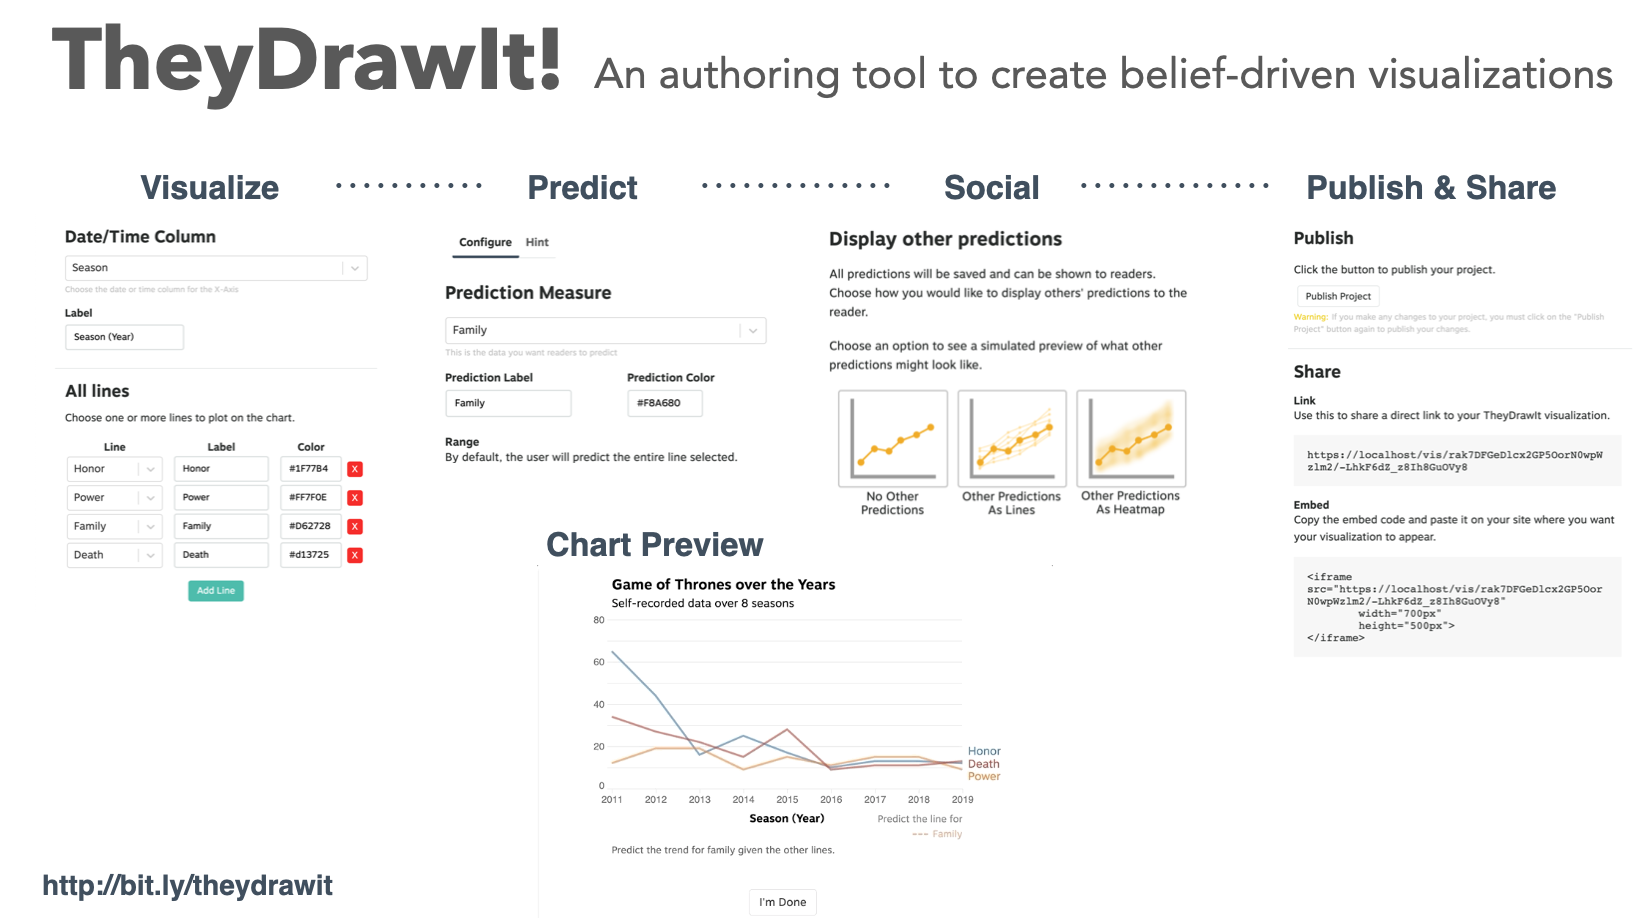 TheyDrawIt! An authoring tool to create belief-driven visualizations
Visualize
Predict
Social
Publish & Share
Date/Time Column
Season
Choose the date or time column for the X-Axis
Label
Season (Year)
All lines
Choose one or more lines to plot on the chart.
Line Label Color
Honor Honor #1F77B4 X
Power Power #FF7F0E X
Family Family #D62728 X
Death Death #d13725 X
Add Line
Configure Hint
Prediction Measure
Family
This is the data you want readers to predict
Prediction Label Prediction Color
Family #F8A680
Range
By default, the user will predict the entire line selected.
Display other predictions
All predictions will be saved and can be shown to readers.
Choose how you would like to display others' predictions to the
reader.
Choose an option to see a simulated preview of what other
predictions might look like.
No Other
Predictions
Other Predictions
As Lines
Other Predictions
As Heatmap
Publish
Click the button to publish your project.
Publish Project
Warning: If you make any changes to your project, you must click on the "Publish
Project" button again to publish your changes.
Share
Link
Use this to share a direct link to your TheyDrawIt visualization.
https://localhost/vis/rak7DFGeDlcx2GP5OorN0wpW
zlm2/-LhkF6dZ_z8Ih8GuOVy8
Embed
Copy the embed code and paste it on your site where you want
your visualization to appear.
<iframe
src="https://localhost/vis/rak7DFGeDlcx2GP5Oor
N0wpWzlm2/-LhkF6dZ_z8Ih8GuOVy8"
width="700px"
height="500px">
</iframe>
Chart Preview
Game of Thrones over the Years
Self-recorded data over 8 seasons
80
60
40
20
0
Honor
Death
Power
2011 2012 2013 2014 2015 2016 2017 2018 2019
Season (Year)
Predict the line for
--- Family
Predict the trend for family given the other lines.
I'm Done
http://bit.ly/theydrawit